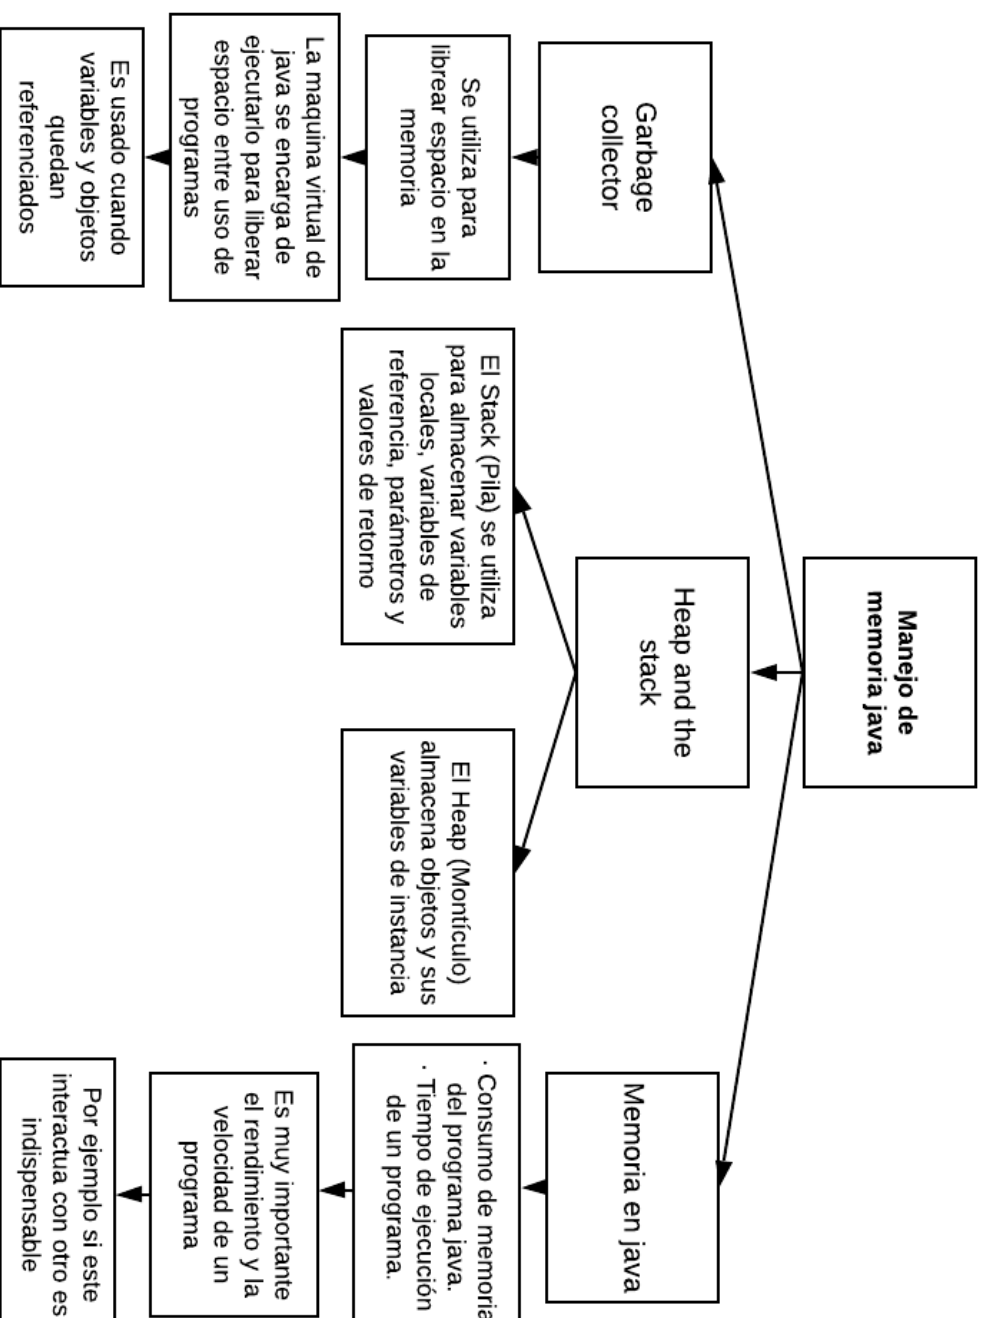 Manejo de
memoria java
Garbage
collector
Se utiliza para
librear espacio en la
memoria
La maquina virtual de
java se encarga de
ejecutarlo para liberar
espacio entre uso de
programas
Es usado cuando
variables y objetos
quedan
referenciados
Heap and the
stack
El Stack (Pila) se utiliza
para almacenar variables
locales, variables de
referencia, parámetros y
valores de retorno
El Heap (Montículo)
almacena objetos y sus
variables de instancia
Memoria en java
· Consumo de memoria
del programa java.
· Tiempo de ejecución
de un programa.
Es muy importante
el rendimiento y la
velocidad de un
programa
Por ejemplo si este
interactua con otro es
indispensable